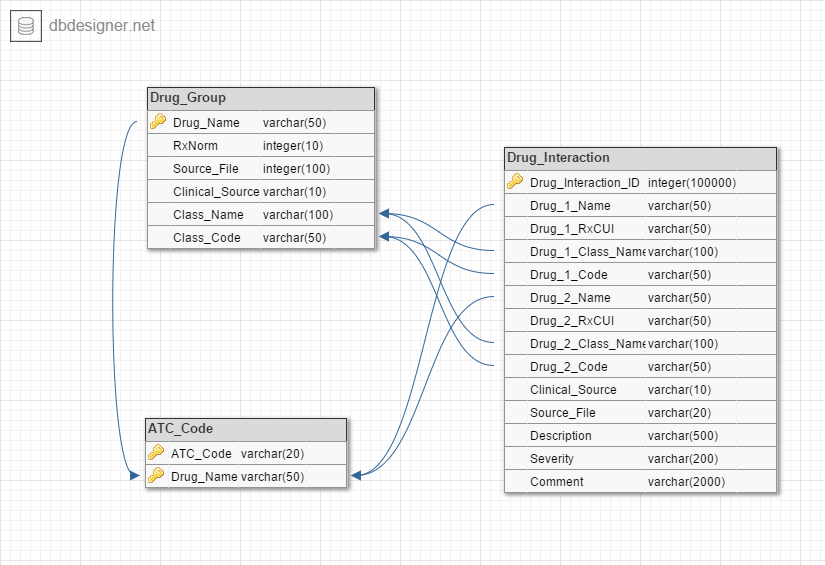 dbdesigner.net
Drug_Group
Drug_Name varchar(50)
RxNorm integer(10)
Source_File integer(100)
Clinical_Source varchar(10)
Class_Name varchar(100)
Class_Code varchar(50)
Drug_Interaction
Drug_Interaction_ID integer(100000)
Drug_1_Name varchar(50)
Drug_1_RxCUI varchar(50)
Drug_1_Class_Name varchar(100)
Drug_1_Code varchar(50)
Drug_2_Name varchar(50)
Drug_2_RxCUI varchar(50)
Drug_2_Class_Name varchar(100)
Drug_2_Code varchar(50)
Clinical_Source varchar(10)
Source_File varchar(20)
Description varchar(500)
Severity varchar(200)
Comment varchar(2000)
ATC_Code
ATC_Code varchar(20)
Drug_Name varchar(50)